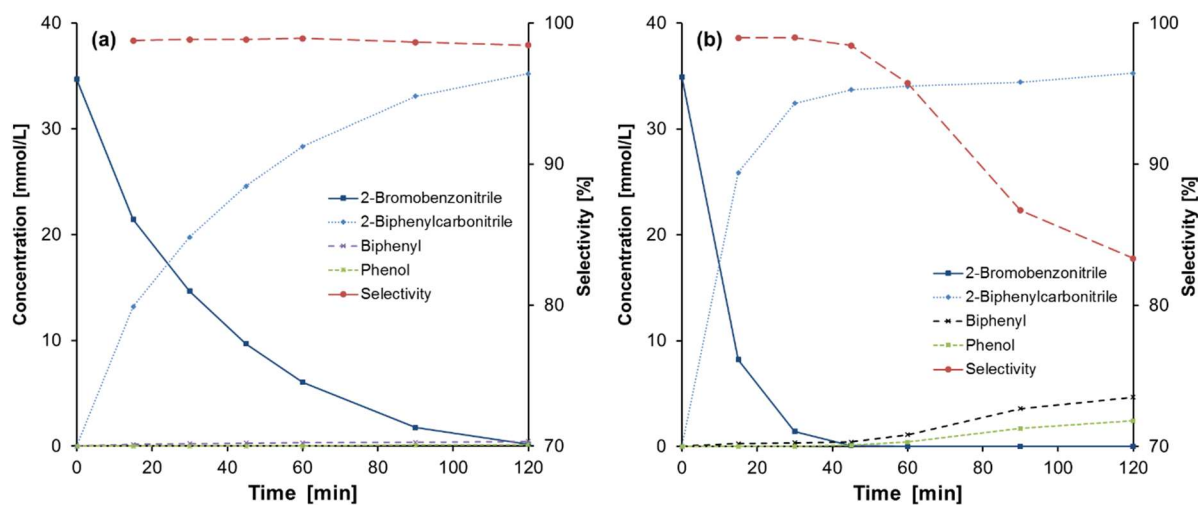 (a)
40
30
20
10
0
Concentration [mmol/L]
100
90
80
70
Selectivity [%]
2-Bromobenzonitrile
2-Biphenylcarbonitrile
Biphenyl
Phenol
Selectivity
0 20 40 60 80 100 120
Time [min]
(b)
40
30
20
10
0
Concentration [mmol/L]
100
90
80
70
Selectivity [%]
2-Bromobenzonitrile
2-Biphenylcarbonitrile
Biphenyl
Phenol
Selectivity
0 20 40 60 80 100 120
Time [min]